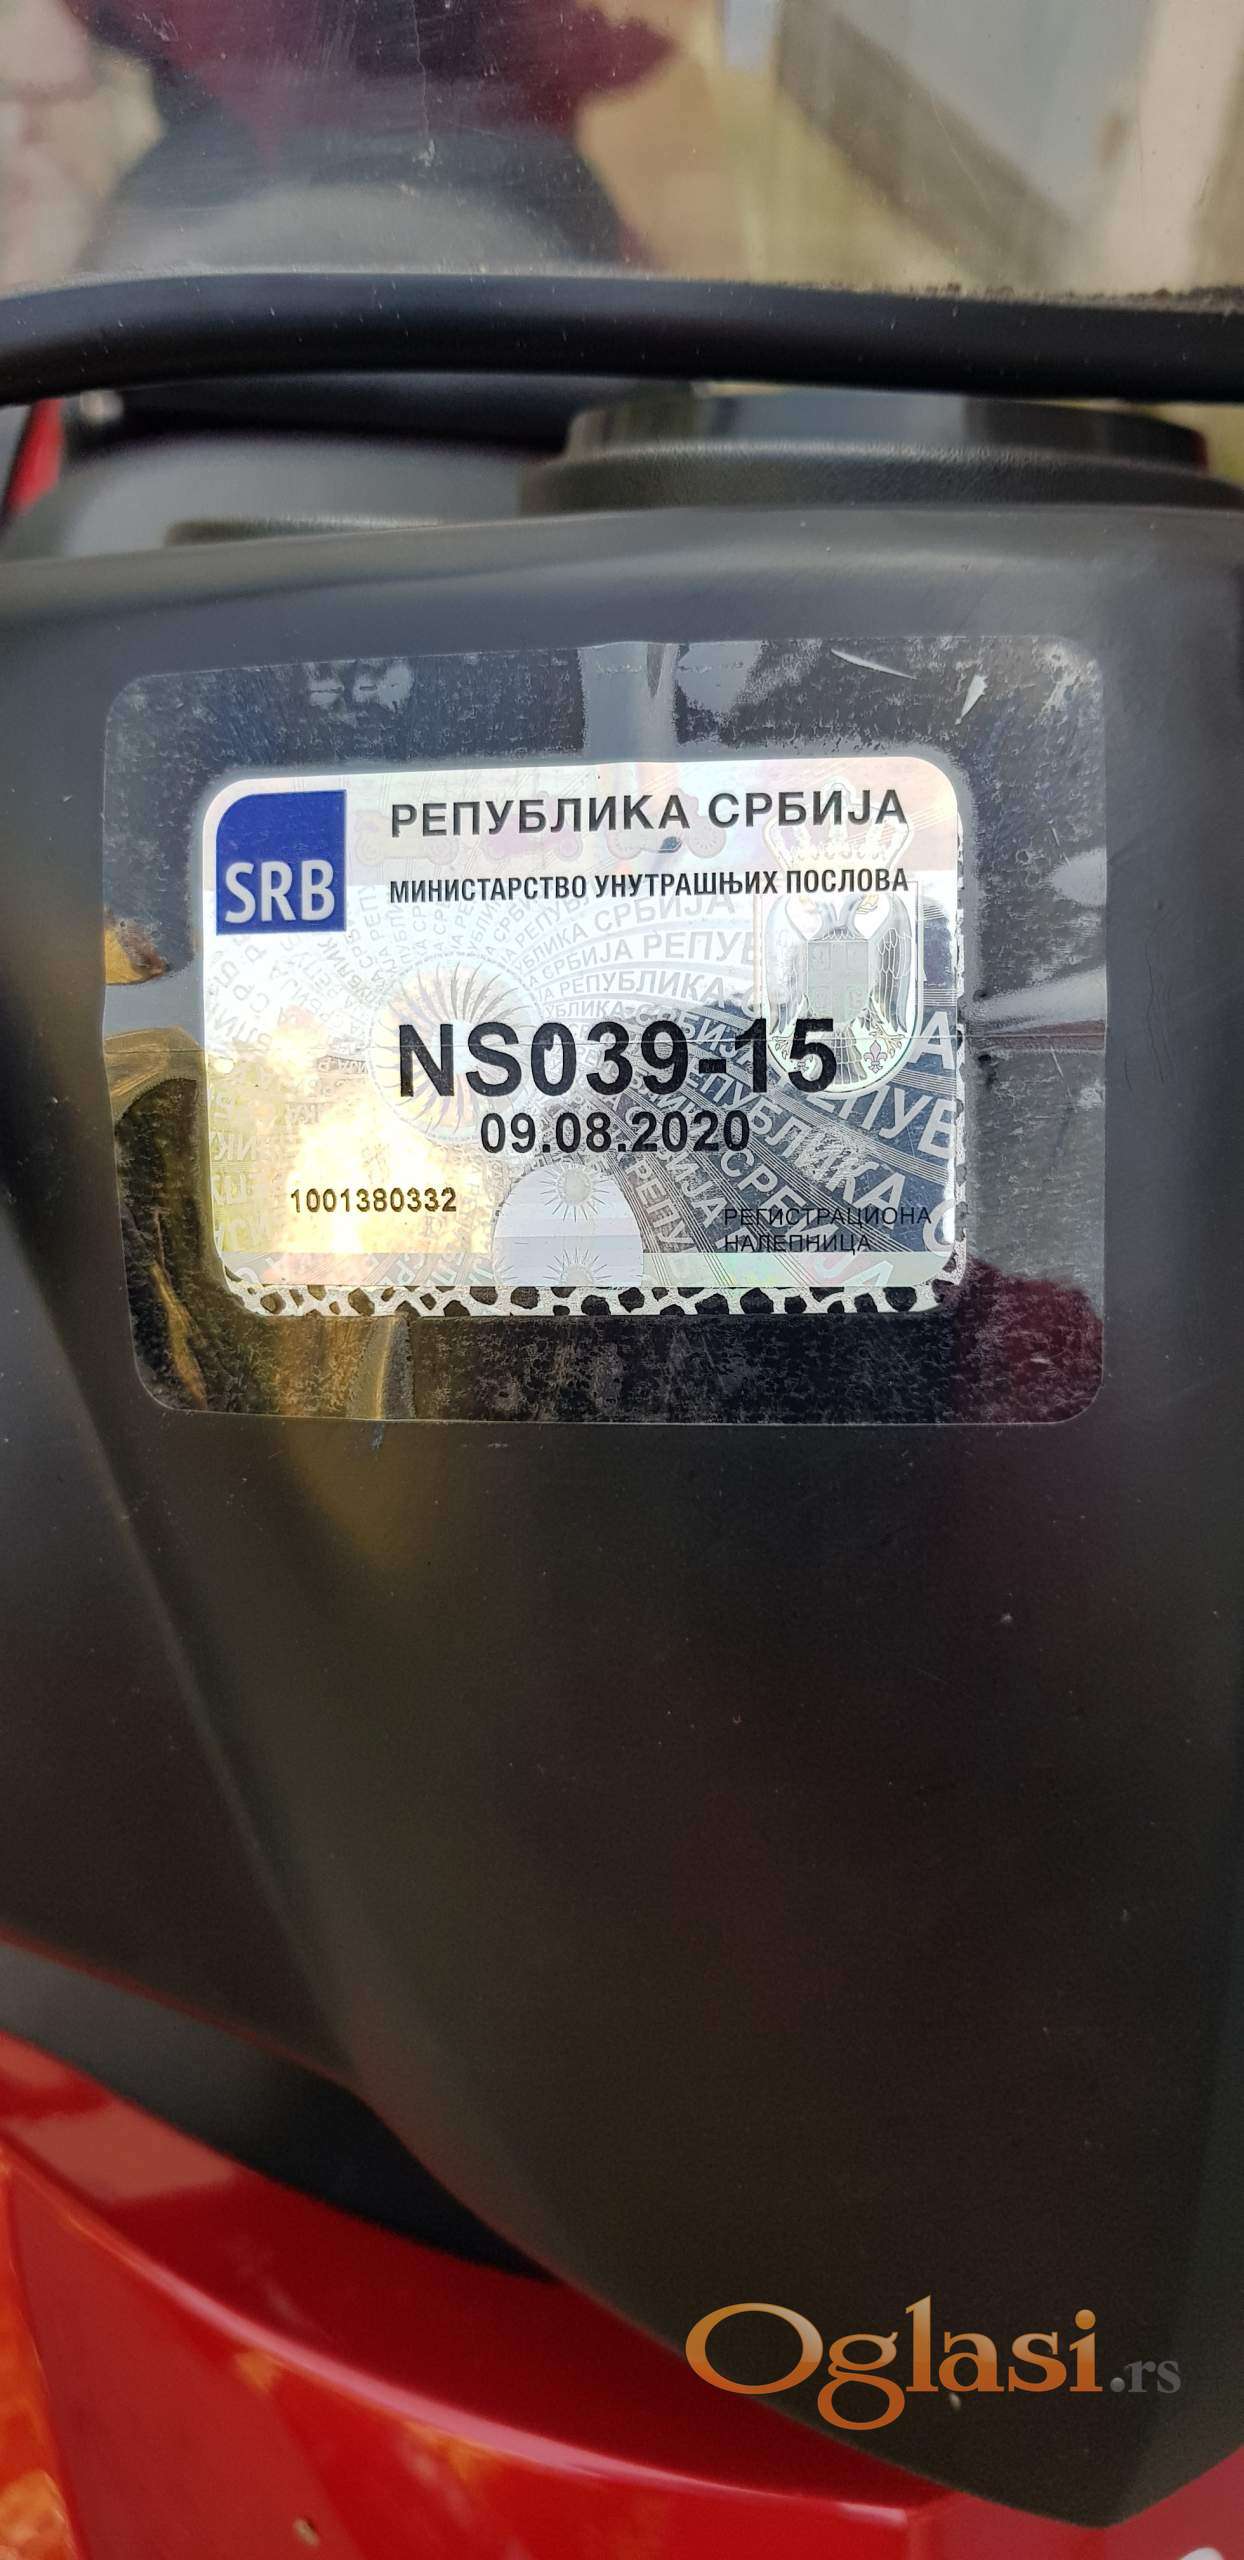 SRB
РЕПУБЛИКА СРБИЈА
МИНИСТАРСТВО УНУТРАШЊИХ ПОСЛОВА
NS039-15
09.08.2020
1001380332
РЕГИСТРАЦИОНА
НАЛЕПНИЦА
Oglasi.rs